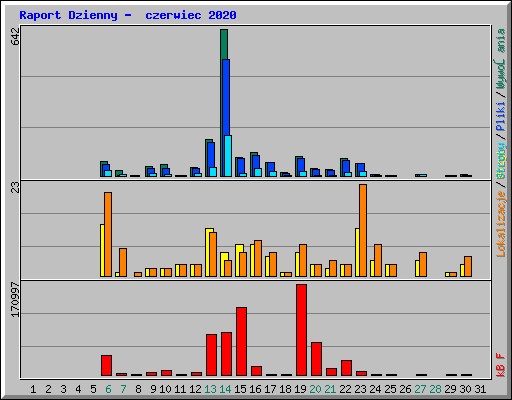 Raport Dzienny - czerwiec 2020
642
23
170997
Wywoł ania / Pliki / Strony / Lokalizacje
kB F
1 2 3 4 5 6 7 8 9 10 11 12 13 14 15 16 17 18 19 20 21 22 23 24 25 26 27 28 29 30 31